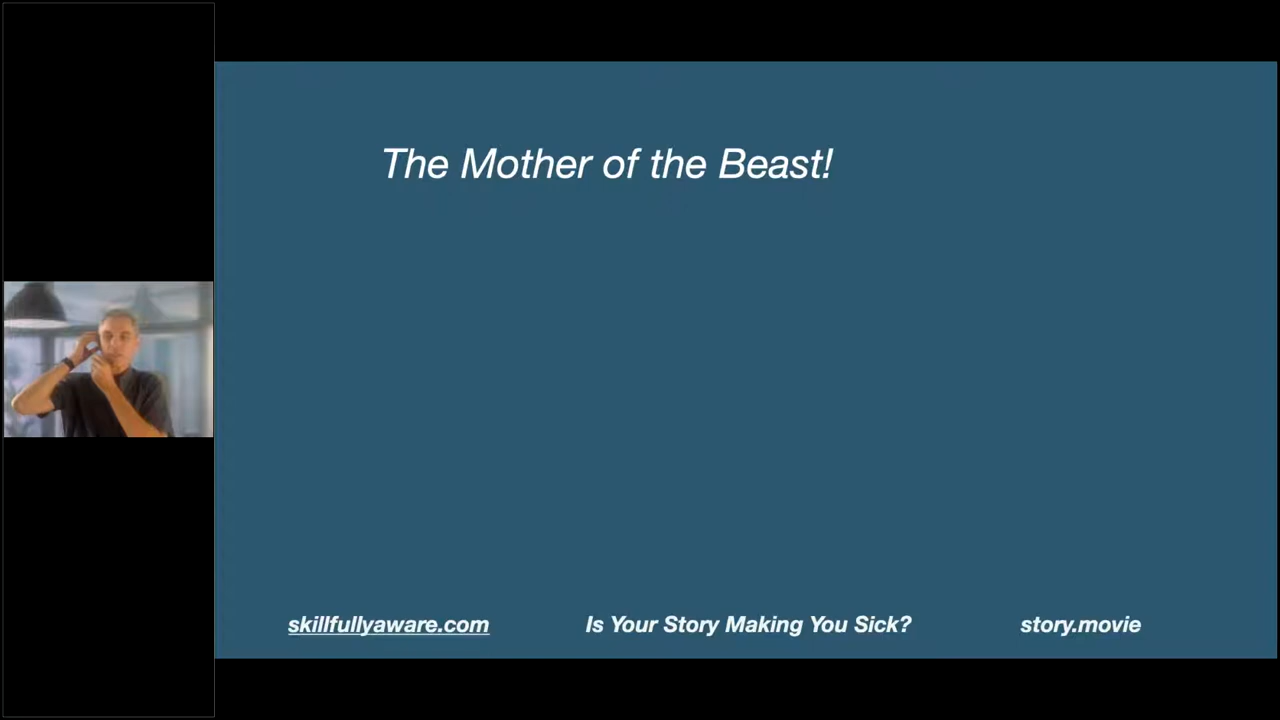 The Mother of the Beast!
skillfullyaware.com
Is Your Story Making You Sick?
story.movie